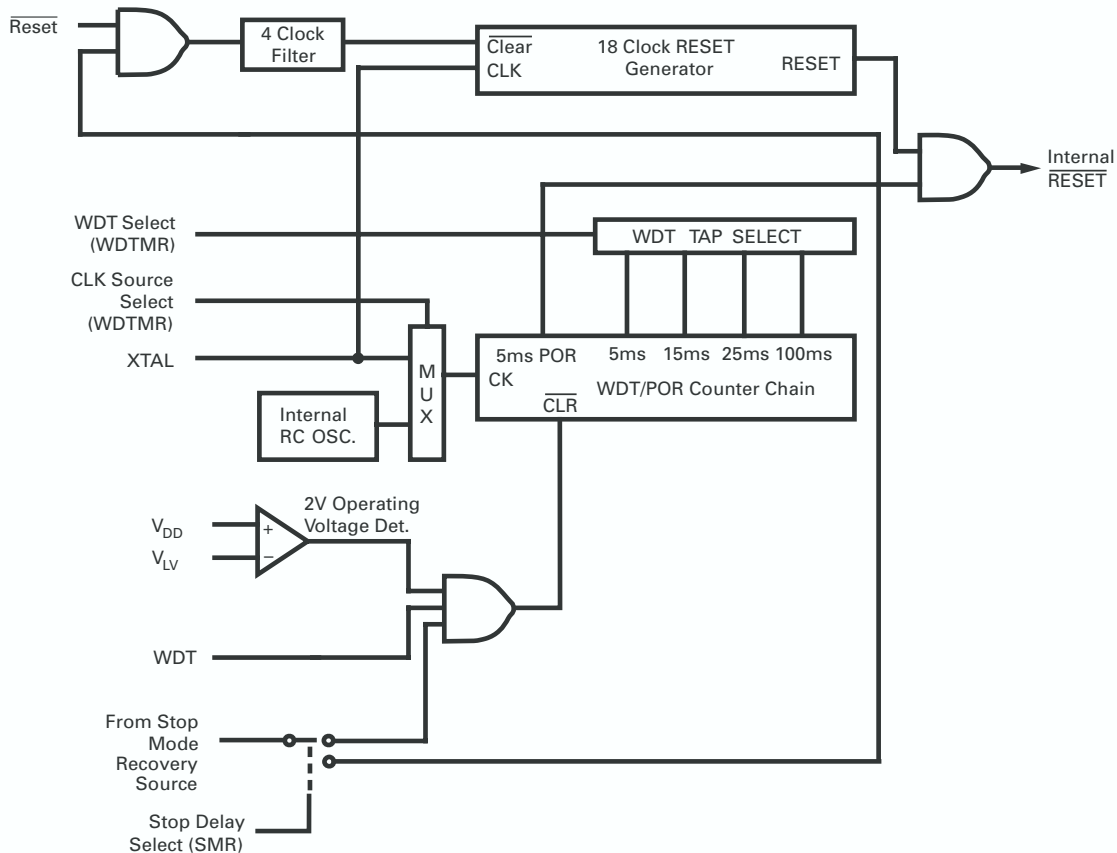 Reset
4 Clock
Filter
Clear
CLK
18 Clock RESET
Generator
RESET
Internal
RESET
WDT Select
(WDTMR)
WDT TAP SELECT
CLK Source
Select
(WDTMR)
XTAL
MUX
5ms POR
5ms
15ms
25ms
100ms
CK
WDT/POR Counter Chain
CLR
Internal
RC OSC.
2V Operating
Voltage Det.
VDD
+
VLV
−
WDT
From Stop
Mode
Recovery
Source
Stop Delay
Select (SMR)